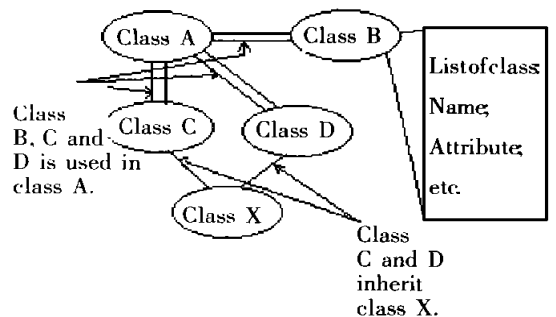 Class A
Class B
Listofclass;
Name;
Attribute;
etc.
Class
B, C and
D is used in
class A.
Class C
Class D
Class X
Class
C and D
inherit
class X.